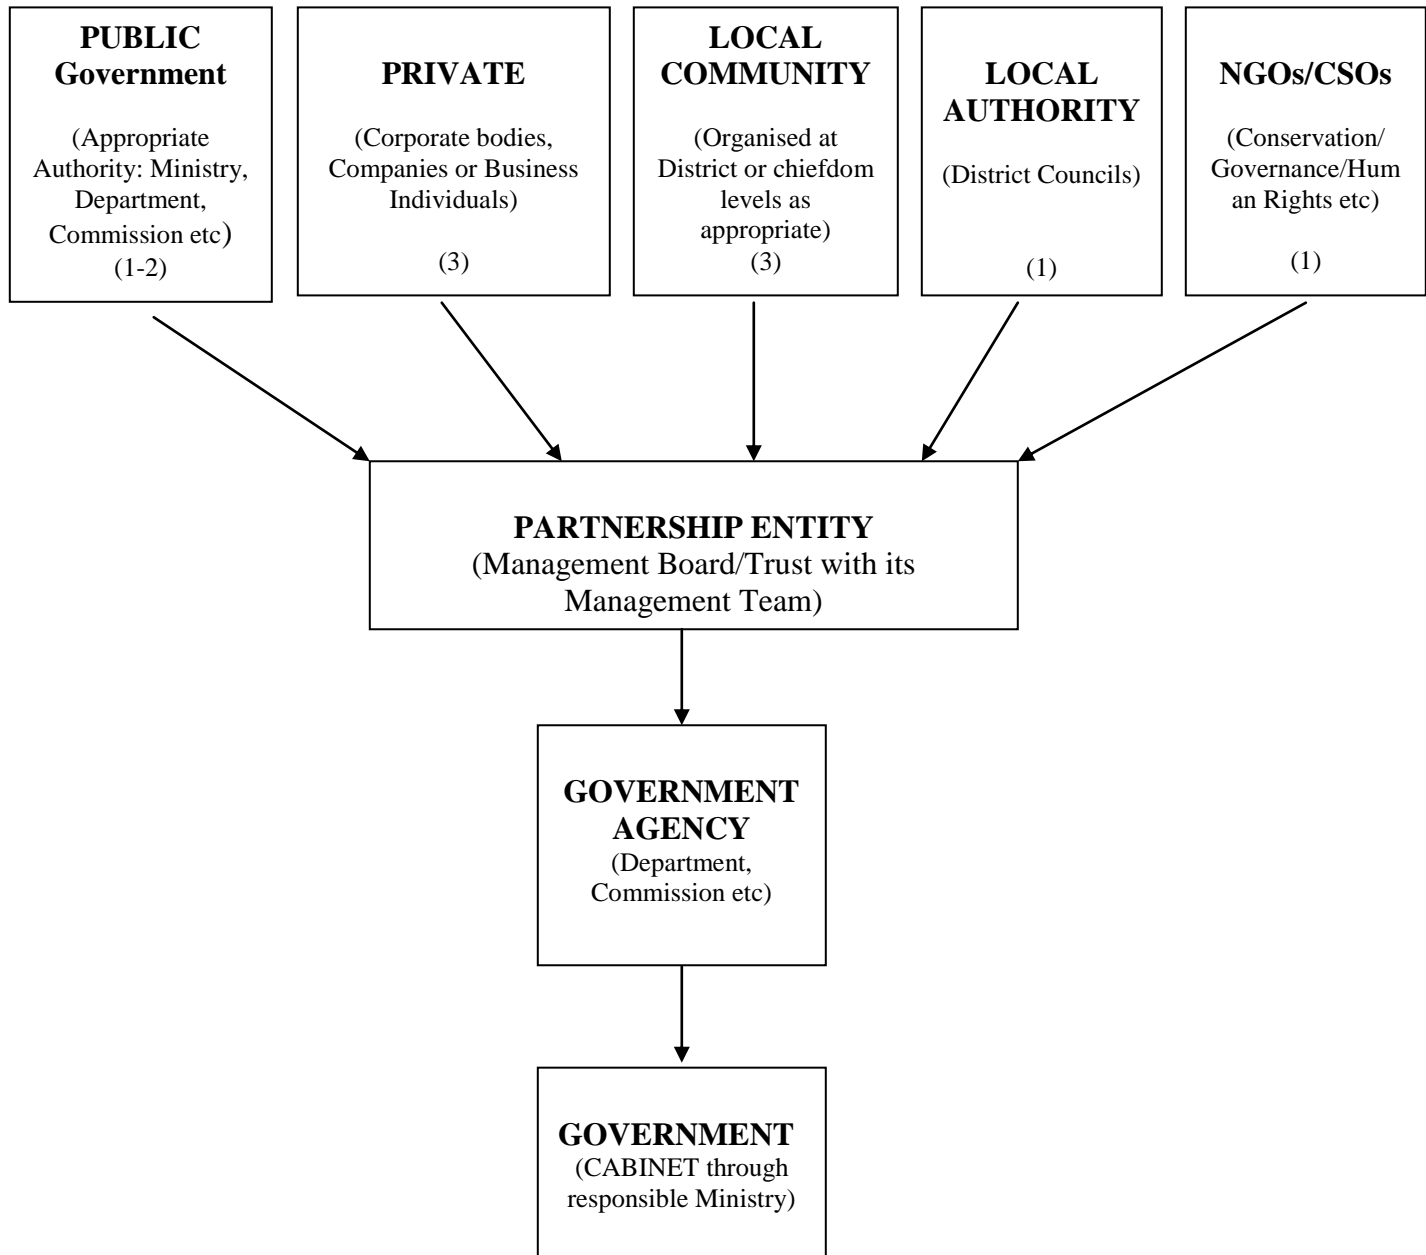 PUBLIC
Government
(Appropriate
Authority: Ministry,
Department,
Commission etc)
(1-2)
PRIVATE
(Corporate bodies,
Companies or Business
Individuals)
(3)
LOCAL
COMMUNITY
(Organised at
District or chiefdom
levels as
appropriate)
(3)
LOCAL
AUTHORITY
(District Councils)
(1)
NGOs/CSOs
(Conservation/
Governance/Hum
an Rights etc)
(1)
PARTNERSHIP ENTITY
(Management Board/Trust with its
Management Team)
GOVERNMENT
AGENCY
(Department,
Commission etc)
GOVERNMENT
(CABINET through
responsible Ministry)